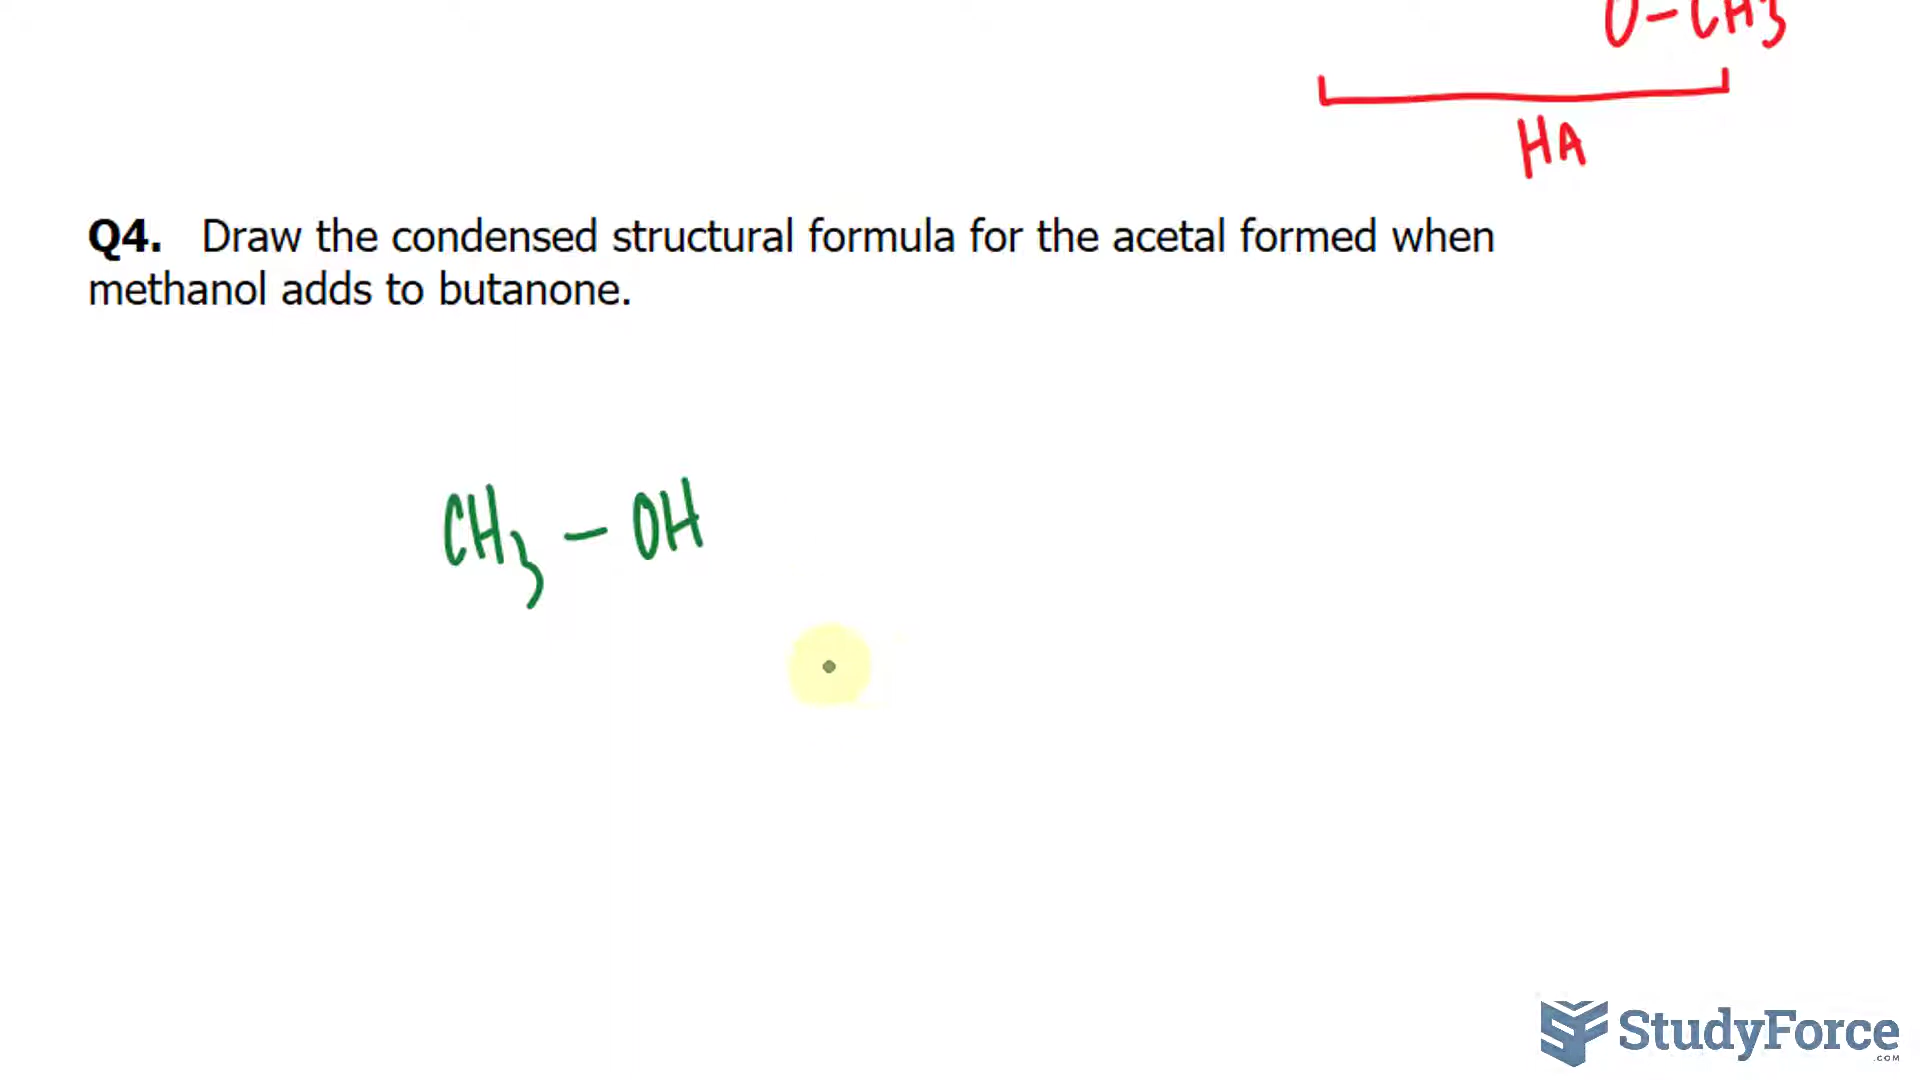 O-CH3
HA
Q4. Draw the condensed structural formula for the acetal formed when
methanol adds to butanone.
CH3 - OH
StudyForce
.COM